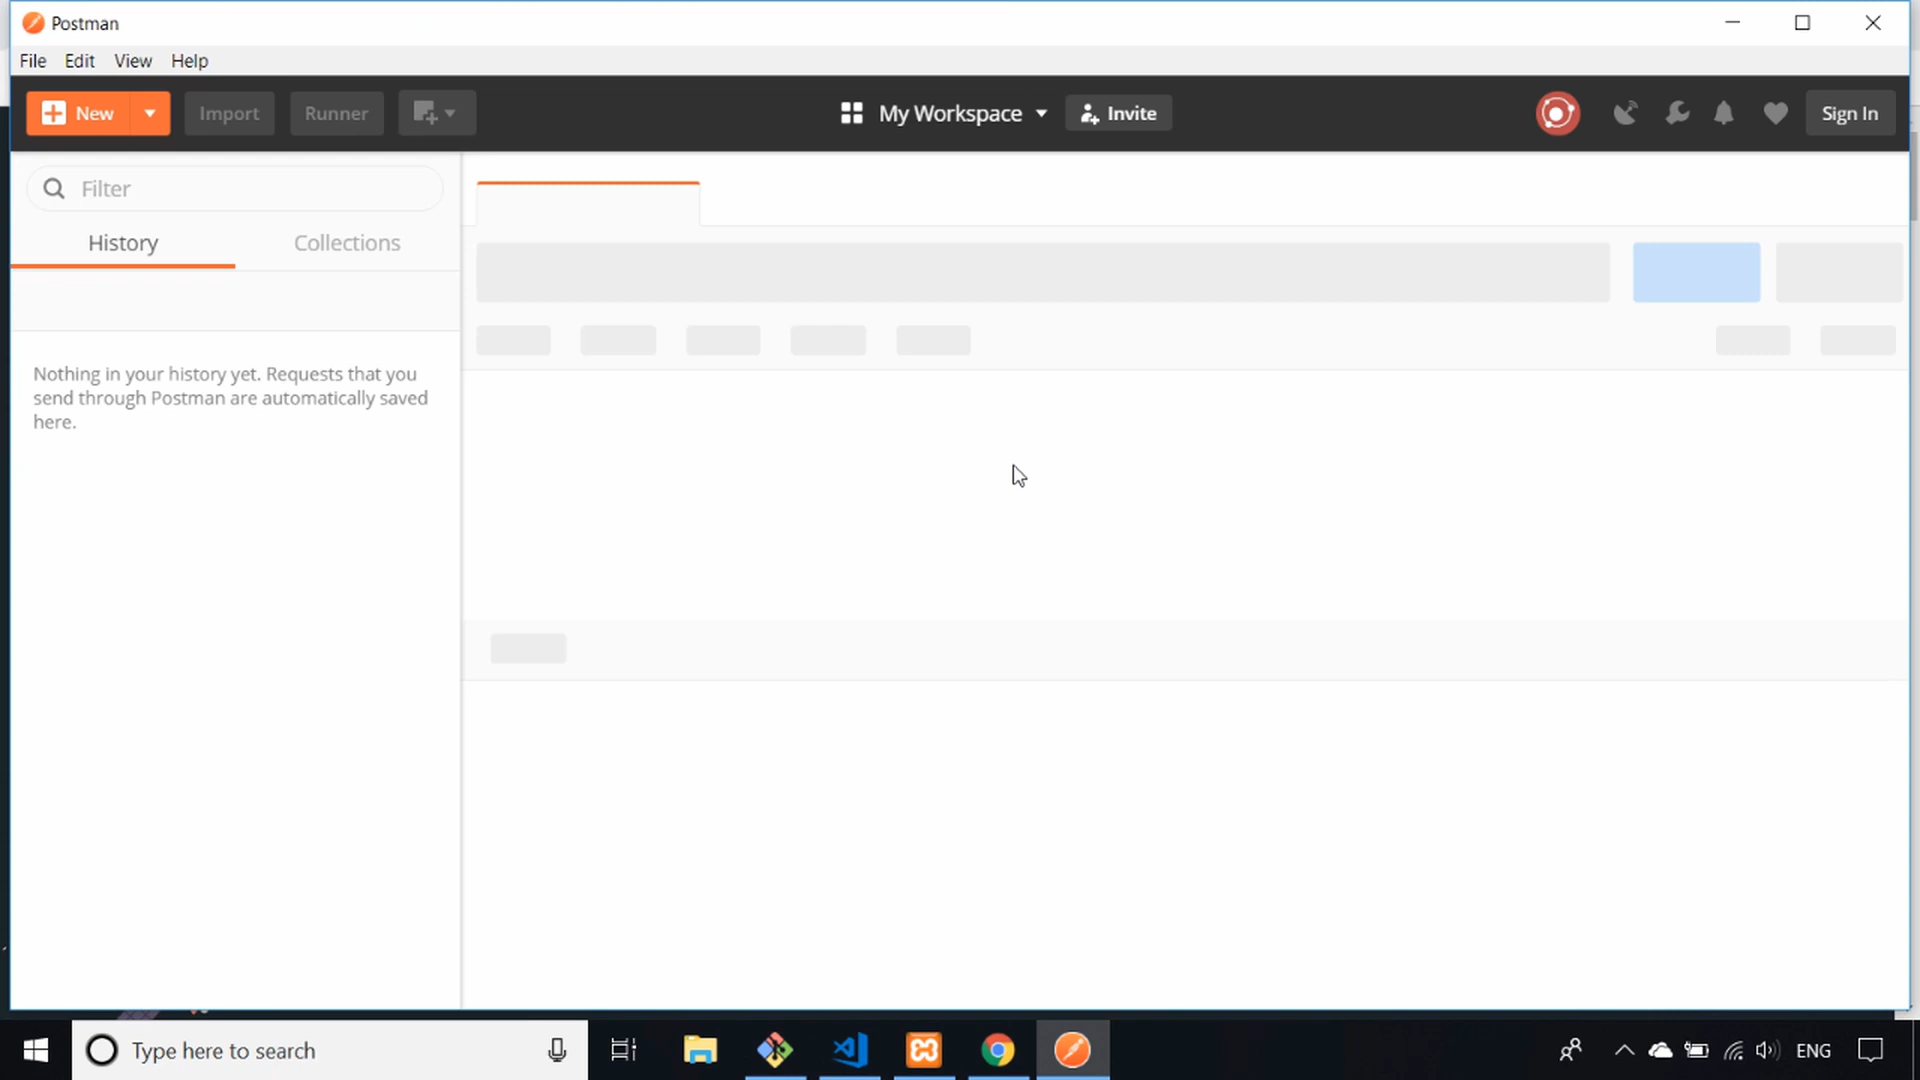 Postman
File Edit View Help
New Import Runner My Workspace Invite Sign In
Filter
History Collections
Nothing in your history yet. Requests that you
send through Postman are automatically saved
here.
Type here to search ENG